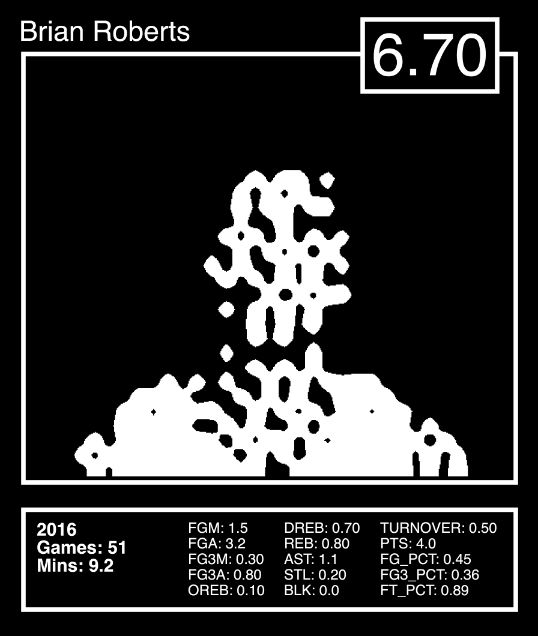 Brian Roberts
6.70
2016
Games: 51
Mins: 9.2
FGM: 1.5
FGA: 3.2
FG3M: 0.30
FG3A: 0.80
OREB: 0.10
DREB: 0.70
REB: 0.80
AST: 1.1
STL: 0.20
BLK: 0.0
TURNOVER: 0.50
PTS: 4.0
FG_PCT: 0.45
FG3_PCT: 0.36
FT_PCT: 0.89